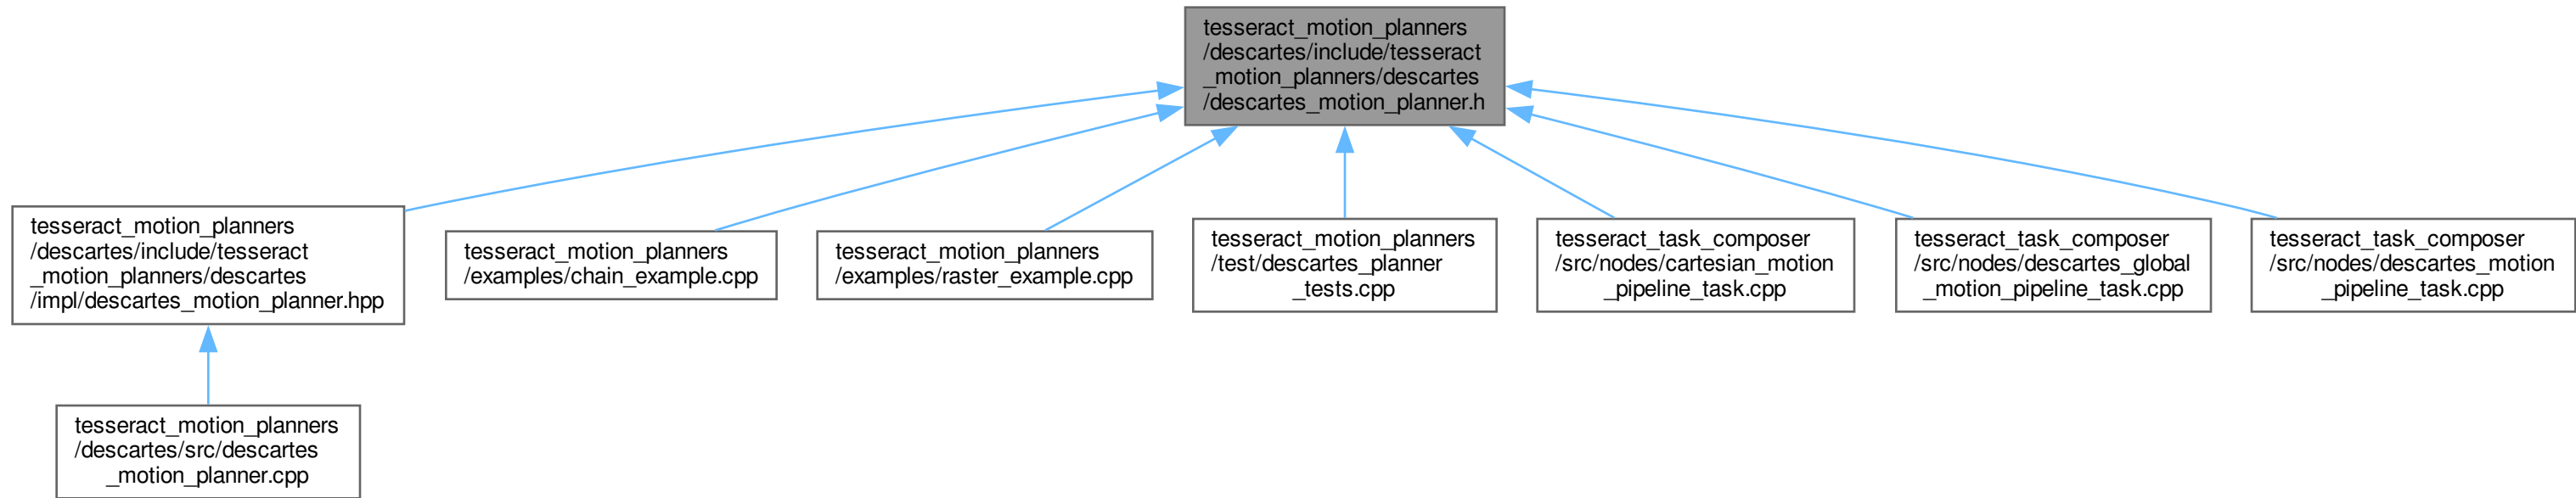 tesseract_motion_planners
/descartes/include/tesseract
_motion_planners/descartes
/descartes_motion_planner.h
tesseract_motion_planners
/descartes/include/tesseract
_motion_planners/descartes
/impl/descartes_motion_planner.hpp
tesseract_motion_planners
/examples/chain_example.cpp
tesseract_motion_planners
/examples/raster_example.cpp
tesseract_motion_planners
/test/descartes_planner
_tests.cpp
tesseract_task_composer
/src/nodes/cartesian_motion
_pipeline_task.cpp
tesseract_task_composer
/src/nodes/descartes_global
_motion_pipeline_task.cpp
tesseract_task_composer
/src/nodes/descartes_motion
_pipeline_task.cpp
tesseract_motion_planners
/descartes/src/descartes
_motion_planner.cpp